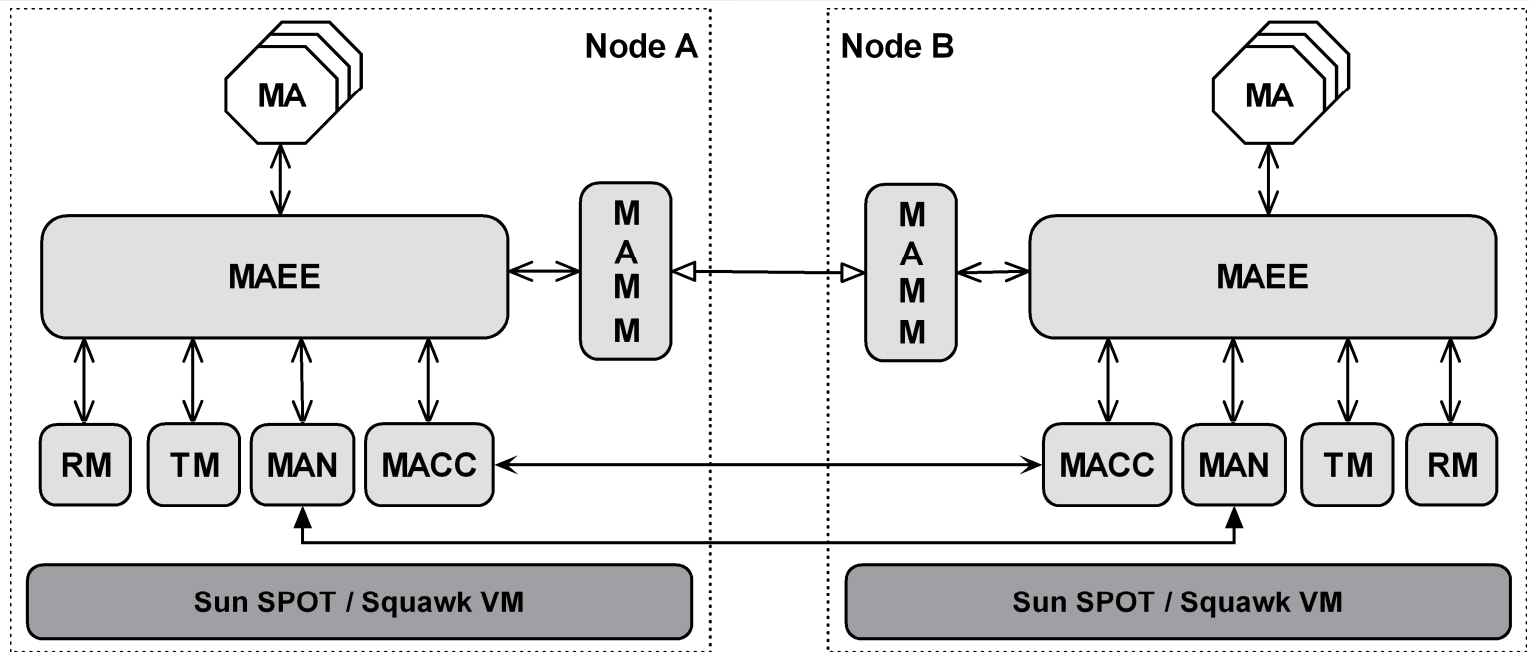 Node A
Node B
MA
MA
M
A
M
M
M
A
M
M
MAEE
MAEE
RM
TM
MAN
MACC
MACC
MAN
TM
RM
Sun SPOT / Squawk VM
Sun SPOT / Squawk VM